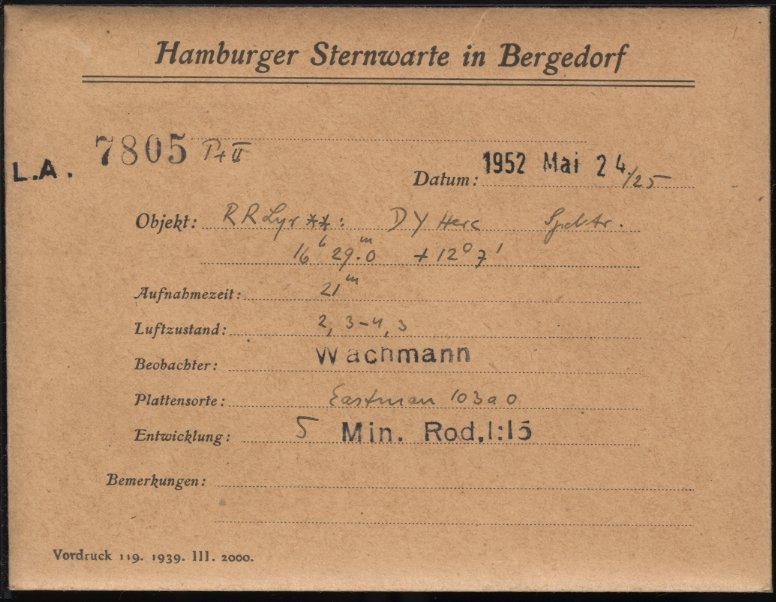 Hamburger Sternwarte in Bergedorf
L.A. 7805 P+II
Datum: 1952 Mai 24/25
Objekt: RR Lyr **: DY Herc Spektr.
16h 29m.0 +12° 7'
Aufnahmezeit: 21m
Luftzustand: 2, 3-4, 3
Beobachter: Wachmann
Plattensorte: Eastman 103a0
Entwicklung: 5 Min. Rod.1:15
Bemerkungen:
Vordruck 119. 1939. III. 2000.